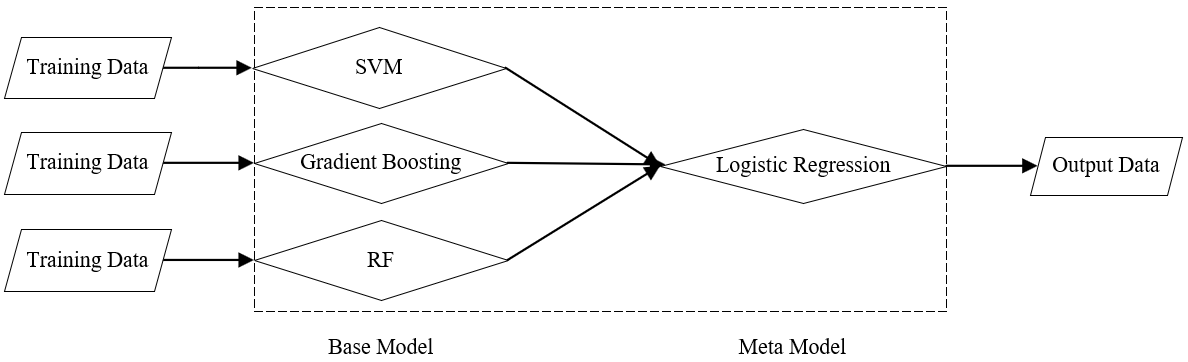 Training Data
SVM
Training Data
Gradient Boosting
Logistic Regression
Output Data
Training Data
RF
Base Model
Meta Model